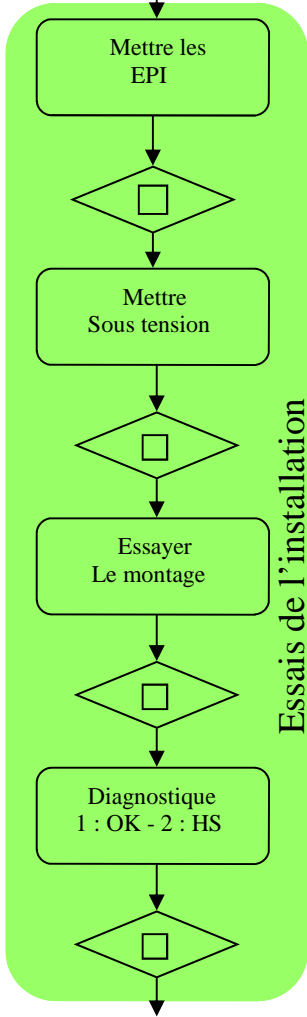 Mettre les
EPI
Mettre
Sous tension
Essayer
Le montage
Diagnostique
1 : OK - 2 : HS
Essais de l’installation